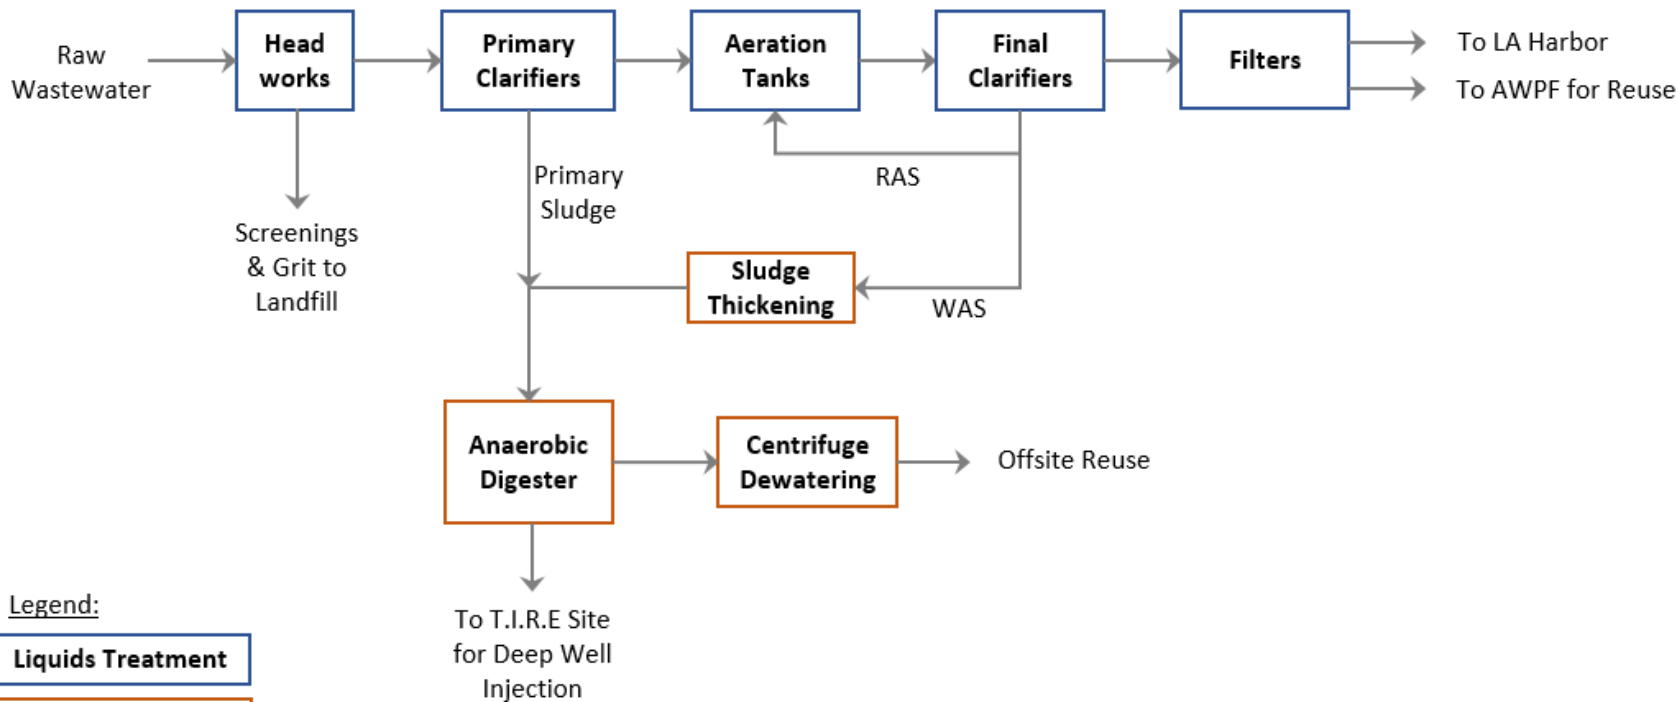 Raw
Wastewater
Head
works
Primary
Clarifiers
Aeration
Tanks
Final
Clarifiers
Filters
To LA Harbor
To AWPF for Reuse
Screenings
& Grit to
Landfill
Primary
Sludge
RAS
Sludge
Thickening
WAS
Anaerobic
Digester
Centrifuge
Dewatering
Offsite Reuse
To T.I.R.E Site
for Deep Well
Injection
Legend:
Liquids Treatment